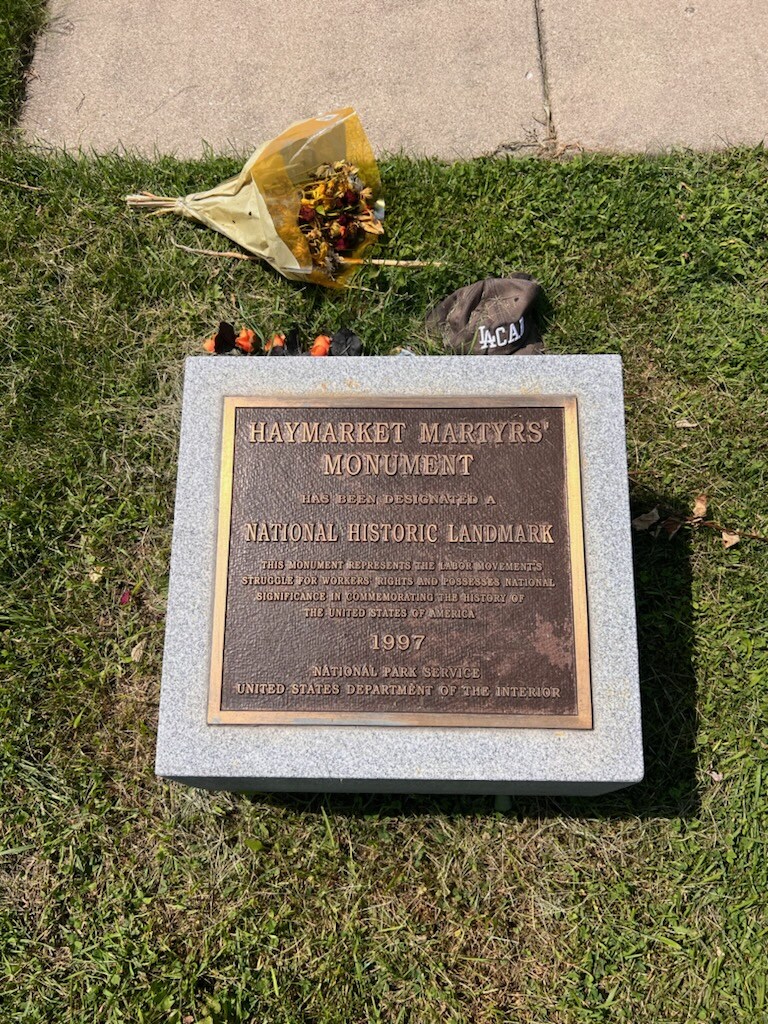 LACAN
HAYMARKET MARTYRS'
MONUMENT
HAS BEEN DESIGNATED A
NATIONAL HISTORIC LANDMARK
THIS MONUMENT REPRESENTS THE LABOR MOVEMENT'S
STRUGGLE FOR WORKERS' RIGHTS AND POSSESSES NATIONAL
SIGNIFICANCE IN COMMEMORATING THE HISTORY OF
THE UNITED STATES OF AMERICA
1997
NATIONAL PARK SERVICE
UNITED STATES DEPARTMENT OF THE INTERIOR